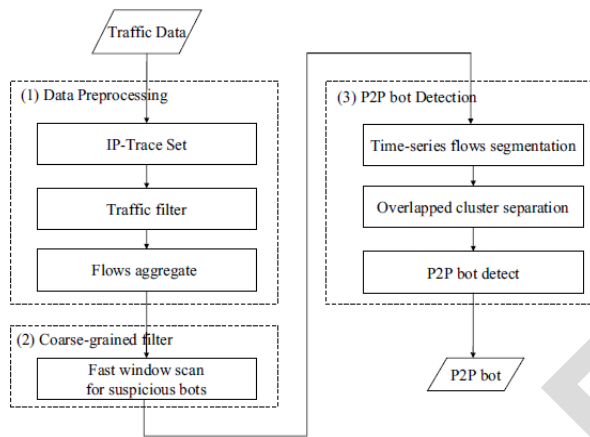 Traffic Data
(1) Data Preprocessing
IP-Trace Set
Traffic filter
Flows aggregate
(2) Coarse-grained filter
Fast window scan
for suspicious bots
(3) P2P bot Detection
Time-series flows segmentation
Overlapped cluster separation
P2P bot detect
P2P bot